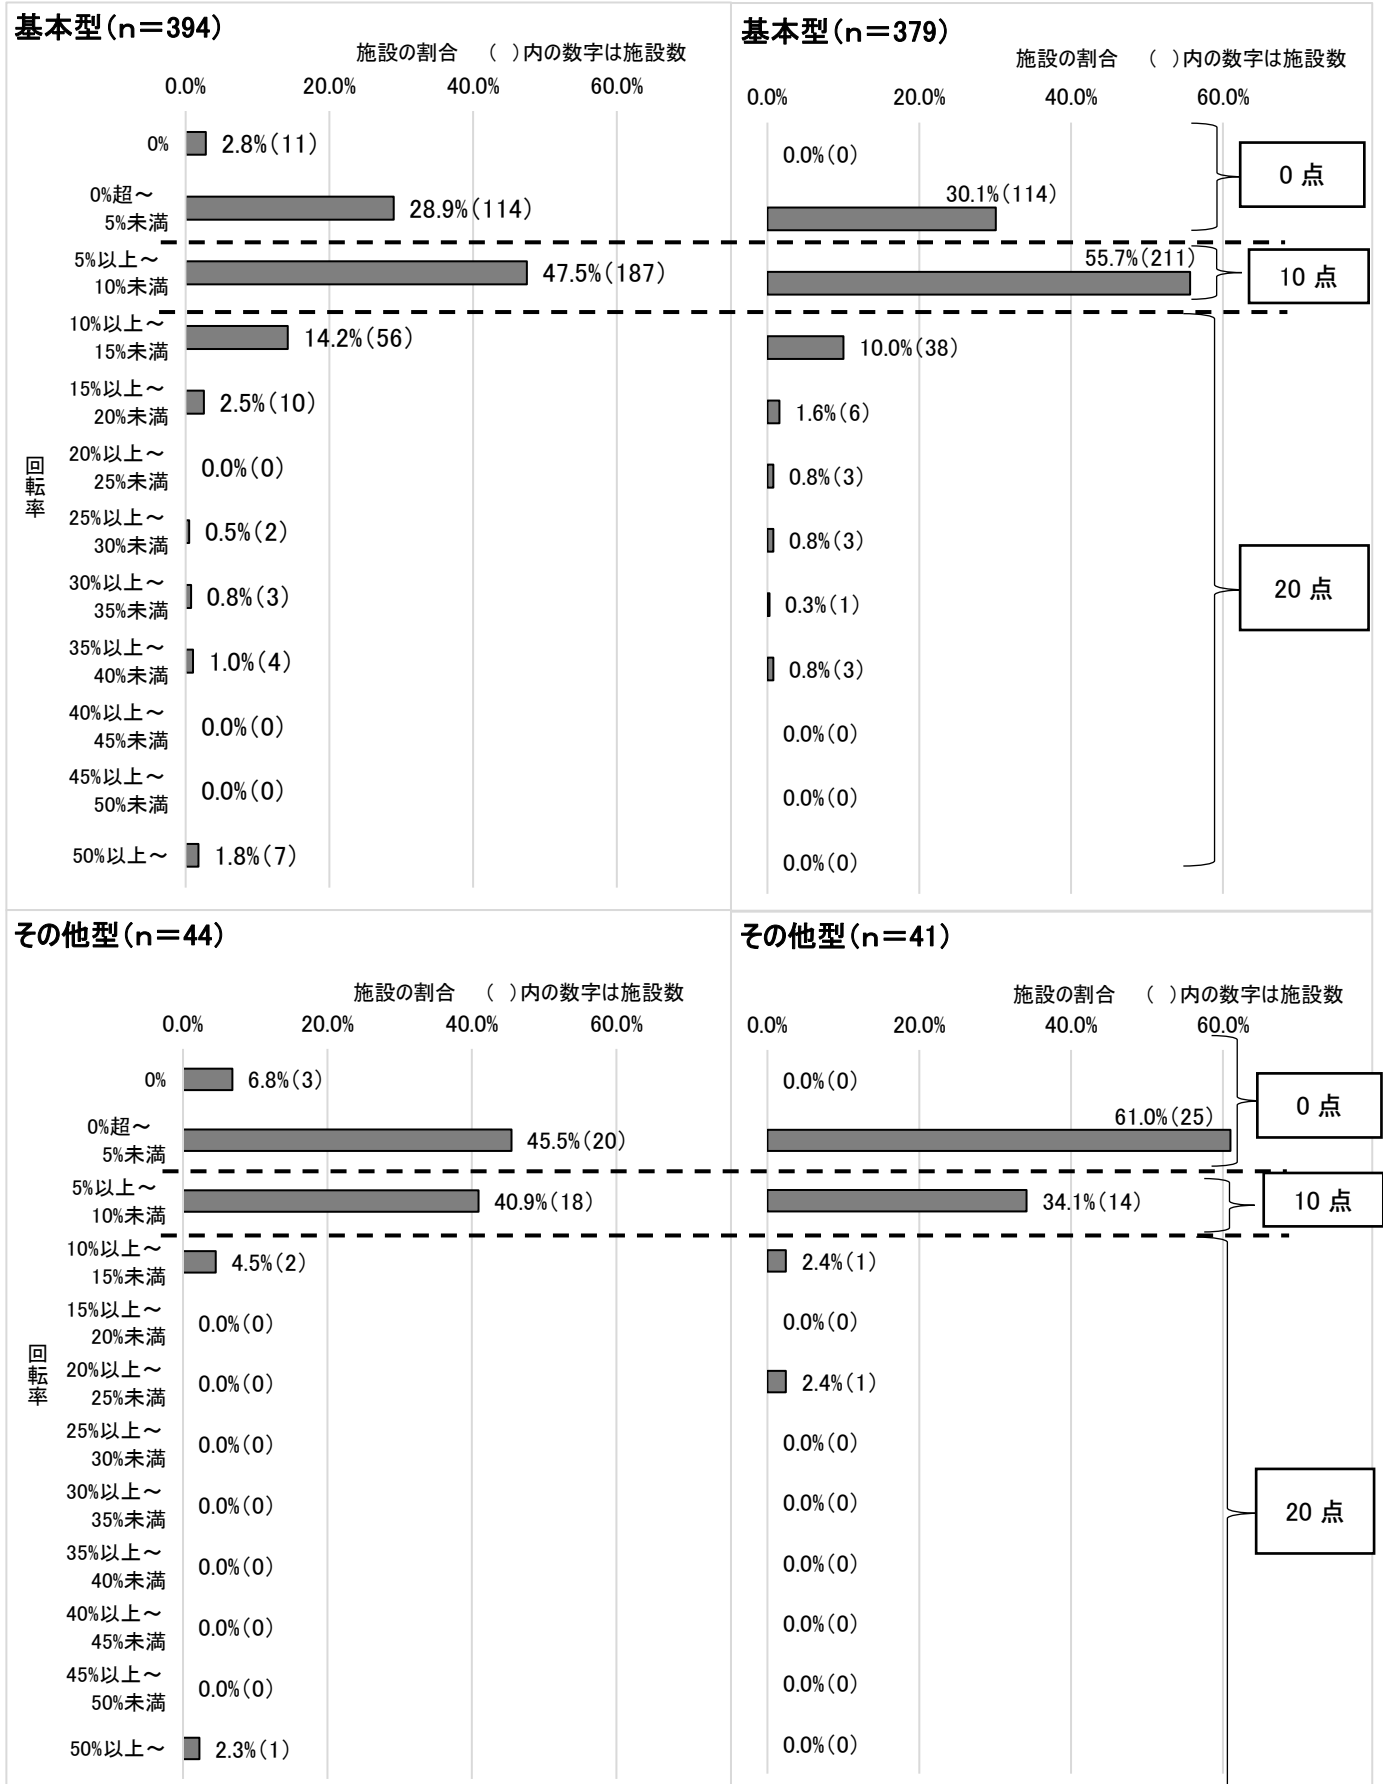 基本型(n=394)
施設の割合 ( )内の数字は施設数
0.0% 20.0% 40.0% 60.0%
0% 2.8%(11)
0%超～
5%未満 28.9%(114)
5%以上～
10%未満 47.5%(187)
10%以上～
15%未満 14.2%(56)
15%以上～
20%未満 2.5%(10)
20%以上～
25%未満 0.0%(0)
25%以上～
30%未満 0.5%(2)
30%以上～
35%未満 0.8%(3)
35%以上～
40%未満 1.0%(4)
40%以上～
45%未満 0.0%(0)
45%以上～
50%未満 0.0%(0)
50%以上～ 1.8%(7)
回転率
基本型(n=379)
施設の割合 ( )内の数字は施設数
0.0% 20.0% 40.0% 60.0%
0.0%(0)
30.1%(114)
55.7%(211)
10.0%(38)
1.6%(6)
0.8%(3)
0.8%(3)
0.3%(1)
0.8%(3)
0.0%(0)
0.0%(0)
0.0%(0)
0 点
10 点
20 点
その他型(n=44)
施設の割合 ( )内の数字は施設数
0.0% 20.0% 40.0% 60.0%
0% 6.8%(3)
0%超～
5%未満 45.5%(20)
5%以上～
10%未満 40.9%(18)
10%以上～
15%未満 4.5%(2)
15%以上～
20%未満 0.0%(0)
20%以上～
25%未満 0.0%(0)
25%以上～
30%未満 0.0%(0)
30%以上～
35%未満 0.0%(0)
35%以上～
40%未満 0.0%(0)
40%以上～
45%未満 0.0%(0)
45%以上～
50%未満 0.0%(0)
50%以上～ 2.3%(1)
回転率
その他型(n=41)
施設の割合 ( )内の数字は施設数
0.0% 20.0% 40.0% 60.0%
0.0%(0)
61.0%(25)
34.1%(14)
2.4%(1)
0.0%(0)
2.4%(1)
0.0%(0)
0.0%(0)
0.0%(0)
0.0%(0)
0.0%(0)
0.0%(0)
0 点
10 点
20 点